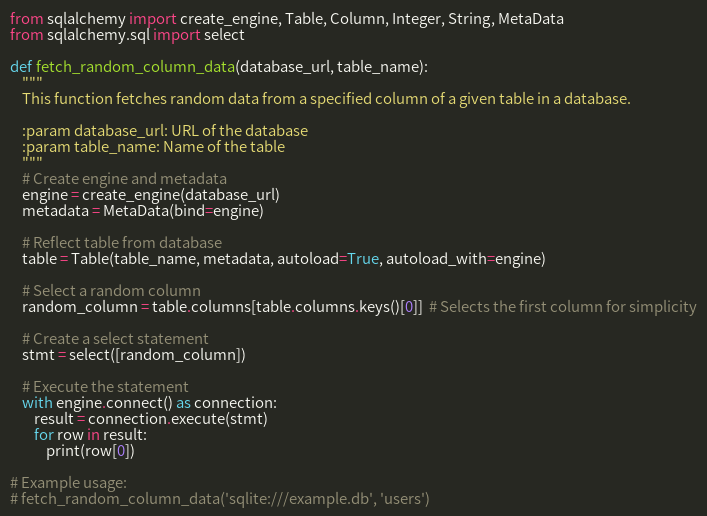 from sqlalchemy import create_engine, Table, Column, Integer, String, MetaData
from sqlalchemy.sql import select

def fetch_random_column_data(database_url, table_name):
    """
    This function fetches random data from a specified column of a given table in a database.

    :param database_url: URL of the database
    :param table_name: Name of the table
    """
    # Create engine and metadata
    engine = create_engine(database_url)
    metadata = MetaData(bind=engine)

    # Reflect table from database
    table = Table(table_name, metadata, autoload=True, autoload_with=engine)

    # Select a random column
    random_column = table.columns[table.columns.keys()[0]]  # Selects the first column for simplicity

    # Create a select statement
    stmt = select([random_column])

    # Execute the statement
    with engine.connect() as connection:
        result = connection.execute(stmt)
        for row in result:
            print(row[0])

# Example usage:
# fetch_random_column_data('sqlite:///example.db', 'users')